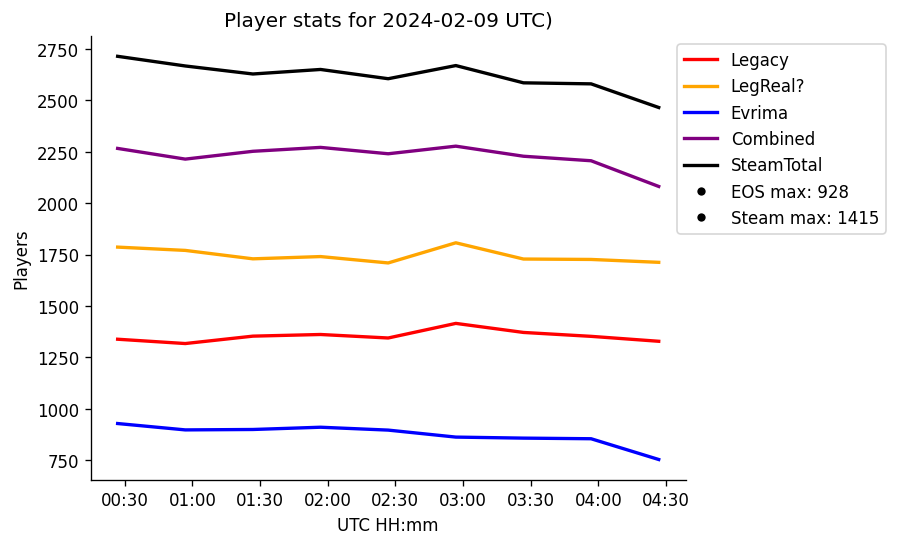 Player stats for 2024-02-09 UTC)
Legacy
LegReal?
Evrima
Combined
SteamTotal
EOS max: 928
Steam max: 1415
Players
2750
2500
2250
2000
1750
1500
1250
1000
750
00:30 01:00 01:30 02:00 02:30 03:00 03:30 04:00 04:30
UTC HH:mm